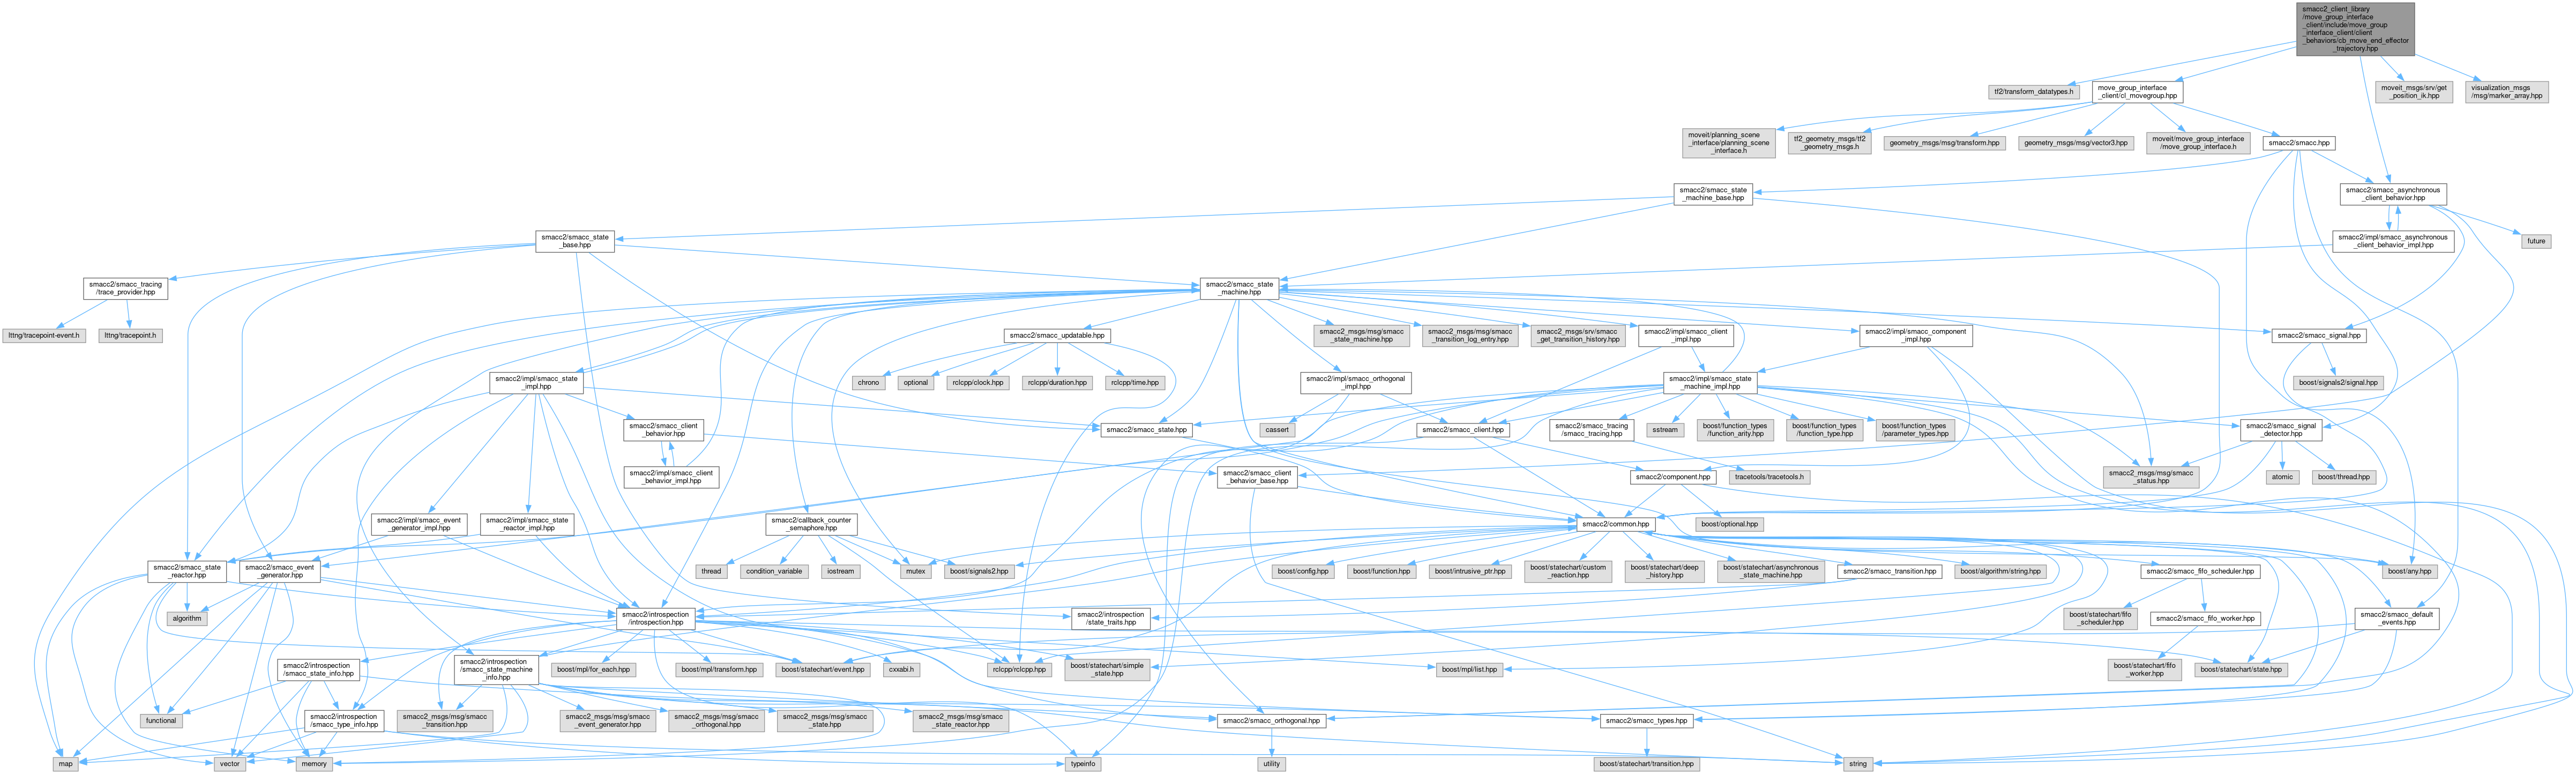 smacc2_client_library
/move_group_interface
_client/include/move_group
_interface_client/client
_behaviors/cb_move_end_effector
_trajectory.hpp
tf2/transform_datatypes.h
move_group_interface
_client/cl_movegroup.hpp
moveit_msgs/srv/get
_position_ik.hpp
visualization_msgs
/msg/marker_array.hpp
moveit/planning_scene
_interface/planning_scene
_interface.h
tf2_geometry_msgs/tf2
_geometry_msgs.h
geometry_msgs/msg/transform.hpp
geometry_msgs/msg/vector3.hpp
moveit/move_group_interface
/move_group_interface.h
smacc2/smacc.hpp
smacc2/smacc_state
_machine_base.hpp
smacc2/smacc_asynchronous
_client_behavior.hpp
smacc2/smacc_state
_base.hpp
smacc2/impl/smacc_asynchronous
_client_behavior_impl.hpp
future
smacc2/smacc_tracing
/trace_provider.hpp
smacc2/smacc_state
_machine.hpp
lttng/tracepoint-event.h
lttng/tracepoint.h
smacc2/smacc_updatable.hpp
smacc2_msgs/msg/smacc
_state_machine.hpp
smacc2_msgs/msg/smacc
_transition_log_entry.hpp
smacc2_msgs/srv/smacc
_get_transition_history.hpp
smacc2/impl/smacc_client
_impl.hpp
smacc2/impl/smacc_component
_impl.hpp
smacc2/smacc_signal.hpp
smacc2/impl/smacc_state
_impl.hpp
chrono
optional
rclcpp/clock.hpp
rclcpp/duration.hpp
rclcpp/time.hpp
smacc2/impl/smacc_orthogonal
_impl.hpp
smacc2/impl/smacc_state
_machine_impl.hpp
boost/signals2/signal.hpp
smacc2/smacc_client
_behavior.hpp
smacc2/smacc_state.hpp
cassert
smacc2/smacc_client.hpp
smacc2/smacc_tracing
/smacc_tracing.hpp
sstream
boost/function_types
/function_arity.hpp
boost/function_types
/function_type.hpp
boost/function_types
/parameter_types.hpp
smacc2/smacc_signal
_detector.hpp
smacc2/impl/smacc_client
_behavior_impl.hpp
smacc2/smacc_client
_behavior_base.hpp
smacc2/component.hpp
tracetools/tracetools.h
smacc2_msgs/msg/smacc
_status.hpp
atomic
boost/thread.hpp
smacc2/impl/smacc_event
_generator_impl.hpp
smacc2/impl/smacc_state
_reactor_impl.hpp
smacc2/callback_counter
_semaphore.hpp
smacc2/common.hpp
boost/optional.hpp
smacc2/smacc_state
_reactor.hpp
smacc2/smacc_event
_generator.hpp
thread
condition_variable
iostream
mutex
boost/signals2.hpp
boost/config.hpp
boost/function.hpp
boost/intrusive_ptr.hpp
boost/statechart/custom
_reaction.hpp
boost/statechart/deep
_history.hpp
boost/statechart/asynchronous
_state_machine.hpp
smacc2/smacc_transition.hpp
boost/algorithm/string.hpp
smacc2/smacc_fifo_scheduler.hpp
boost/any.hpp
algorithm
smacc2/introspection
/introspection.hpp
smacc2/introspection
/state_traits.hpp
boost/statechart/fifo
_scheduler.hpp
smacc2/smacc_fifo_worker.hpp
smacc2/smacc_default
_events.hpp
smacc2/introspection
/smacc_state_info.hpp
smacc2/introspection
/smacc_state_machine
_info.hpp
boost/mpl/for_each.hpp
boost/mpl/transform.hpp
boost/statechart/event.hpp
cxxabi.h
rclcpp/rclcpp.hpp
boost/statechart/simple
_state.hpp
boost/mpl/list.hpp
boost/statechart/fifo
_worker.hpp
boost/statechart/state.hpp
functional
smacc2/introspection
/smacc_type_info.hpp
smacc2_msgs/msg/smacc
_transition.hpp
smacc2_msgs/msg/smacc
_event_generator.hpp
smacc2_msgs/msg/smacc
_orthogonal.hpp
smacc2_msgs/msg/smacc
_state.hpp
smacc2_msgs/msg/smacc
_state_reactor.hpp
smacc2/smacc_orthogonal.hpp
smacc2/smacc_types.hpp
map
vector
memory
typeinfo
utility
boost/statechart/transition.hpp
string